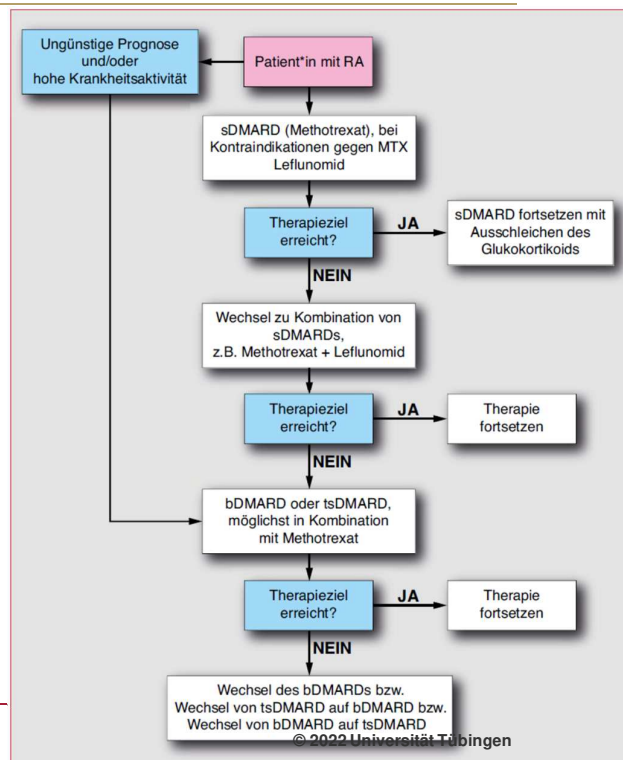 Ungünstige Prognose
und/oder
hohe Krankheitsaktivität
Patient*in mit RA
sDMARD (Methotrexat), bei
Kontraindikationen gegen MTX
Leflunomid
Therapieziel
erreicht?
JA
sDMARD fortsetzen mit
Ausschleichen des
Glukokortikoids
NEIN
Wechsel zu Kombination von
sDMARDs,
z.B. Methotrexat + Leflunomid
Therapieziel
erreicht?
JA
Therapie
fortsetzen
NEIN
bDMARD oder tsDMARD,
möglichst in Kombination
mit Methotrexat
Therapieziel
erreicht?
JA
Therapie
fortsetzen
NEIN
Wechsel des bDMARDs bzw.
Wechsel von tsDMARD auf bDMARD bzw.
Wechsel von bDMARD auf tsDMARD
© 2022 Universität Tübingen